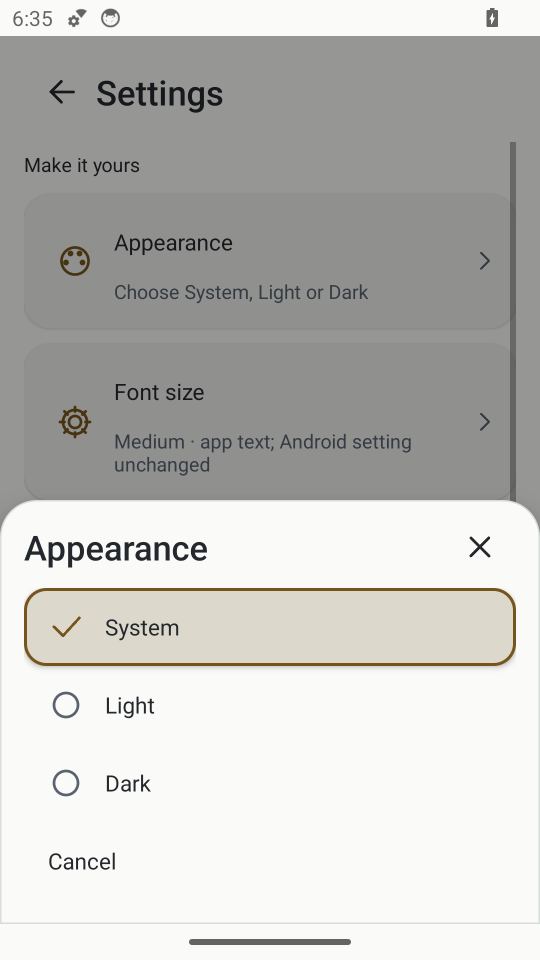 6:35
Settings
Make it yours
Appearance
Choose System, Light or Dark
Font size
Medium · app text; Android setting
unchanged
Appearance
System
Light
Dark
Cancel